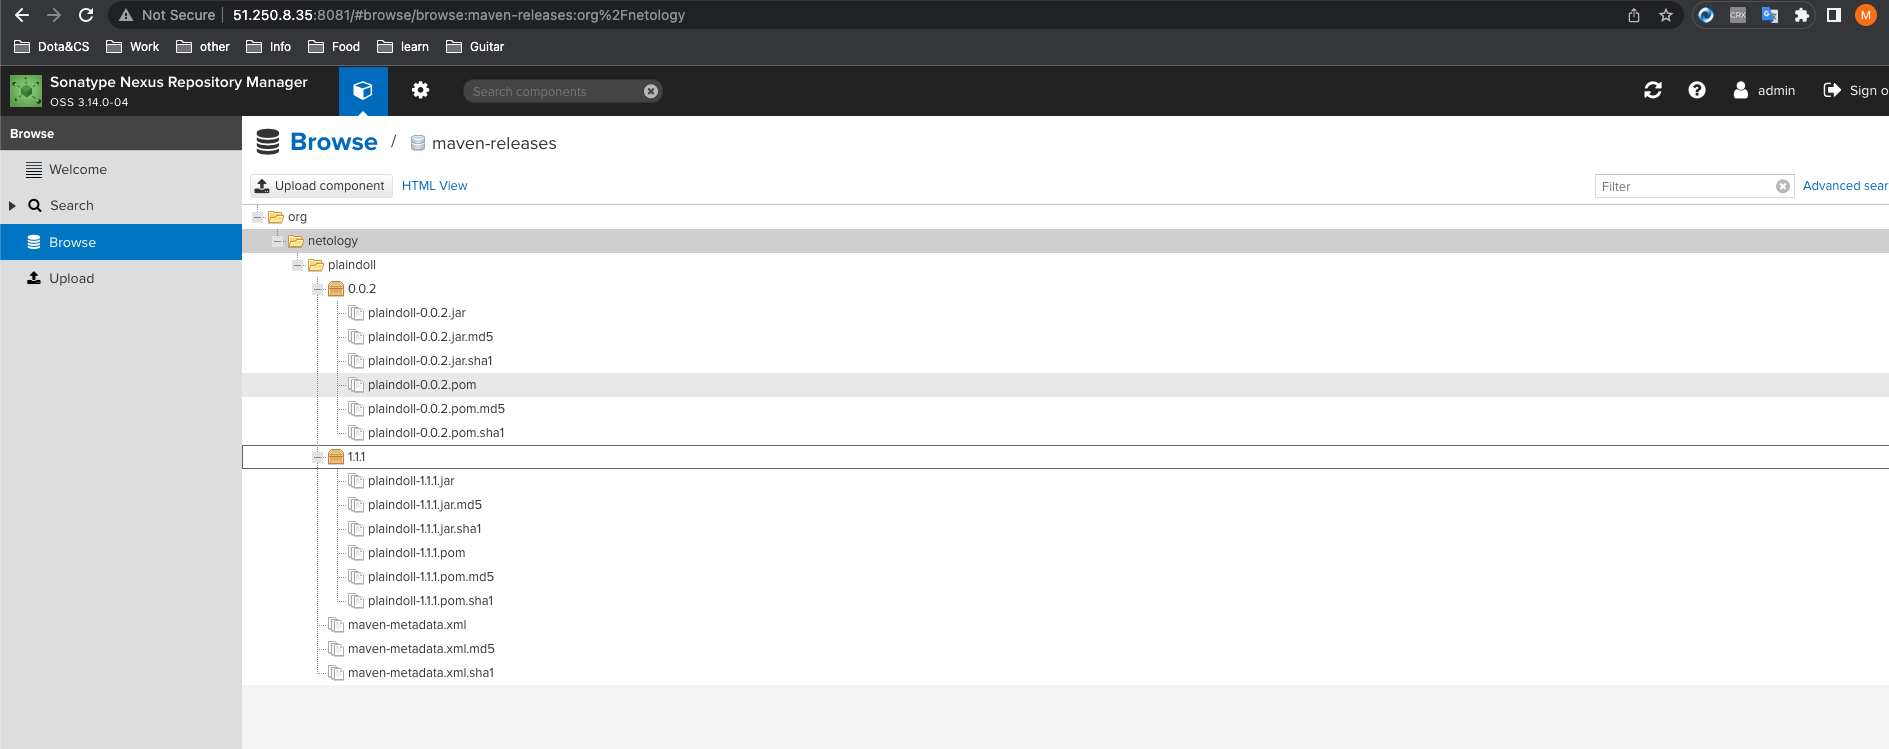 Not Secure 51.250.8.35:8081/#browse/browse:maven-releases:org%2Fnetology
CRX
M
Dota&CS Work other Info Food learn Guitar
Sonatype Nexus Repository Manager
OSS 3.14.0-04
Search components
admin
Sign o
Browse
Welcome
Search
Browse
Upload
Browse / maven-releases
Upload component HTML View
Filter
Advanced sear
org
netology
plaindoll
0.0.2
plaindoll-0.0.2.jar
plaindoll-0.0.2.jar.md5
plaindoll-0.0.2.jar.sha1
plaindoll-0.0.2.pom
plaindoll-0.0.2.pom.md5
plaindoll-0.0.2.pom.sha1
1.1.1
plaindoll-1.1.1.jar
plaindoll-1.1.1.jar.md5
plaindoll-1.1.1.jar.sha1
plaindoll-1.1.1.pom
plaindoll-1.1.1.pom.md5
plaindoll-1.1.1.pom.sha1
maven-metadata.xml
maven-metadata.xml.md5
maven-metadata.xml.sha1